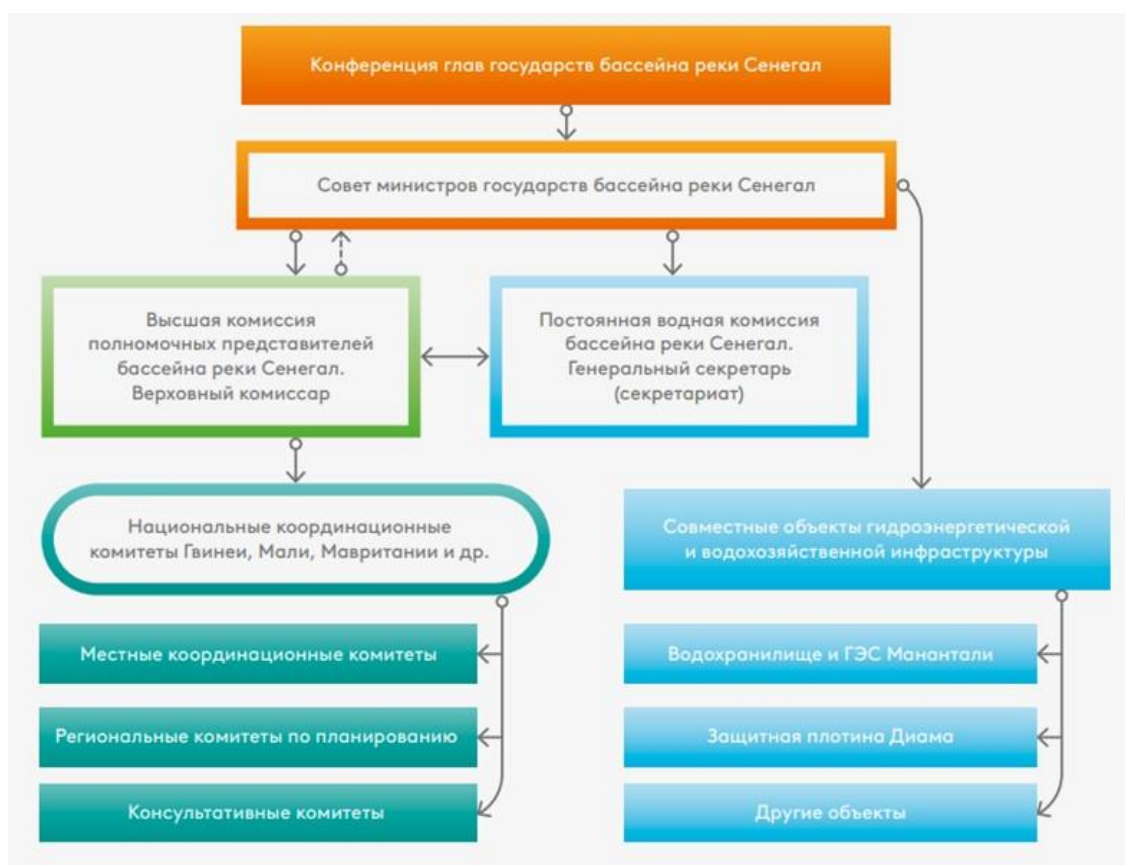 Конференция глав государств бассейна реки Сенегал
Совет министров государств бассейна реки Сенегал
Высшая комиссия
полномочных представителей
бассейна реки Сенегал.
Верховный комиссар
Постоянная водная комиссия
бассейна реки Сенегал.
Генеральный секретарь
(секретариат)
Национальные координационные
комитеты Гвинеи, Мали, Мавритании и др.
Местные координационные комитеты
Региональные комитеты по планированию
Консультативные комитеты
Совместные объекты гидроэнергетической
и водохозяйственной инфраструктуры
Водохранилище и ГЭС Манантали
Защитная плотина Диама
Другие объекты